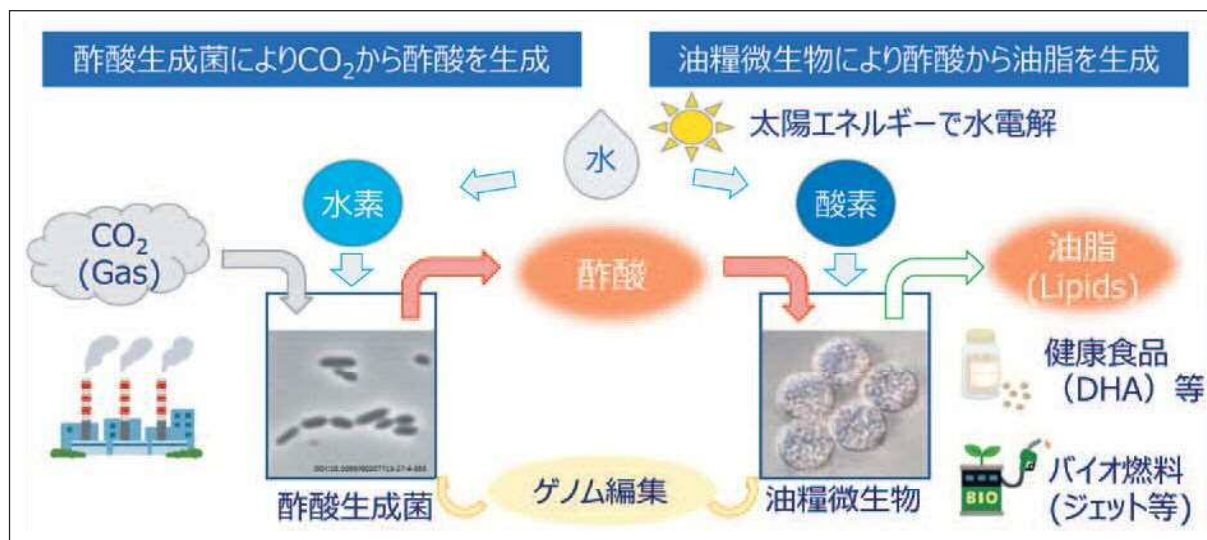 酢酸生成菌によりCO₂から酢酸を生成
油糧微生物により酢酸から油脂を生成
太陽エネルギーで水電解
水
水素
酸素
CO₂
(Gas)
酢酸
油脂
(Lipids)
健康食品
(DHA)等
バイオ燃料
(ジェット等)
BIO
酢酸生成菌
ゲノム編集
油糧微生物